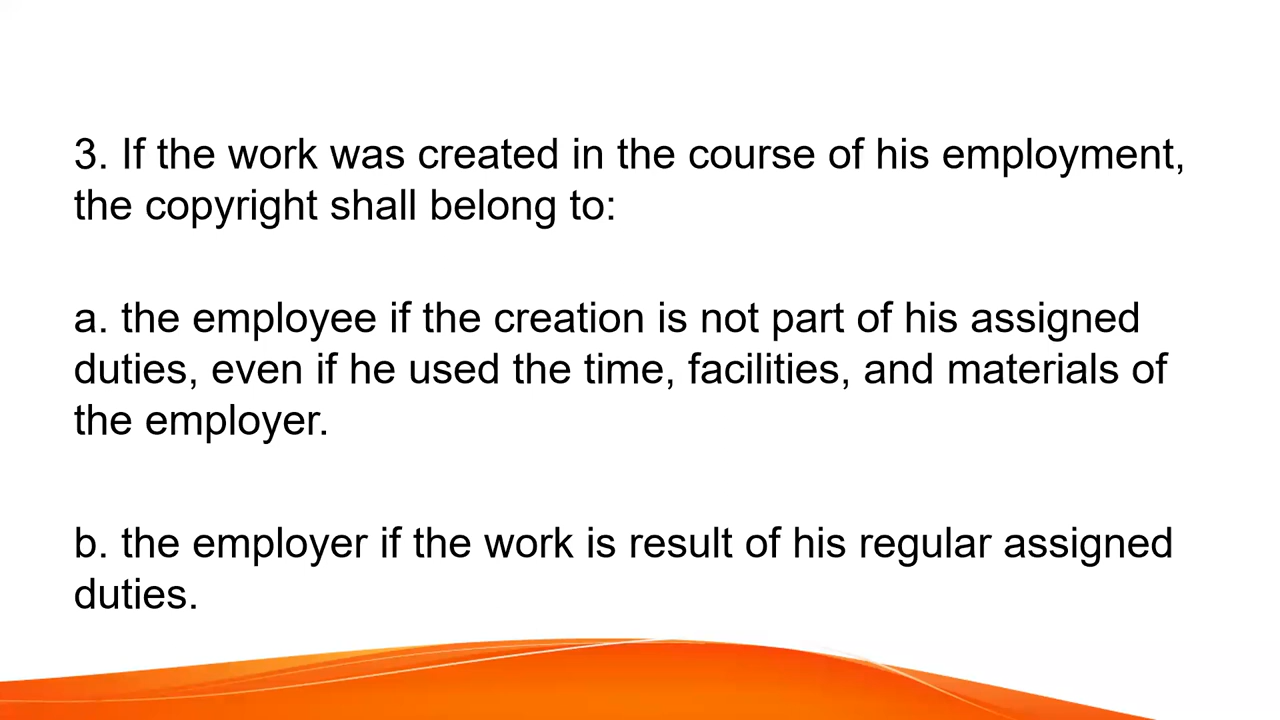 3. If the work was created in the course of his employment,
the copyright shall belong to:
a. the employee if the creation is not part of his assigned
duties, even if he used the time, facilities, and materials of
the employer.
b. the employer if the work is result of his regular assigned
duties.